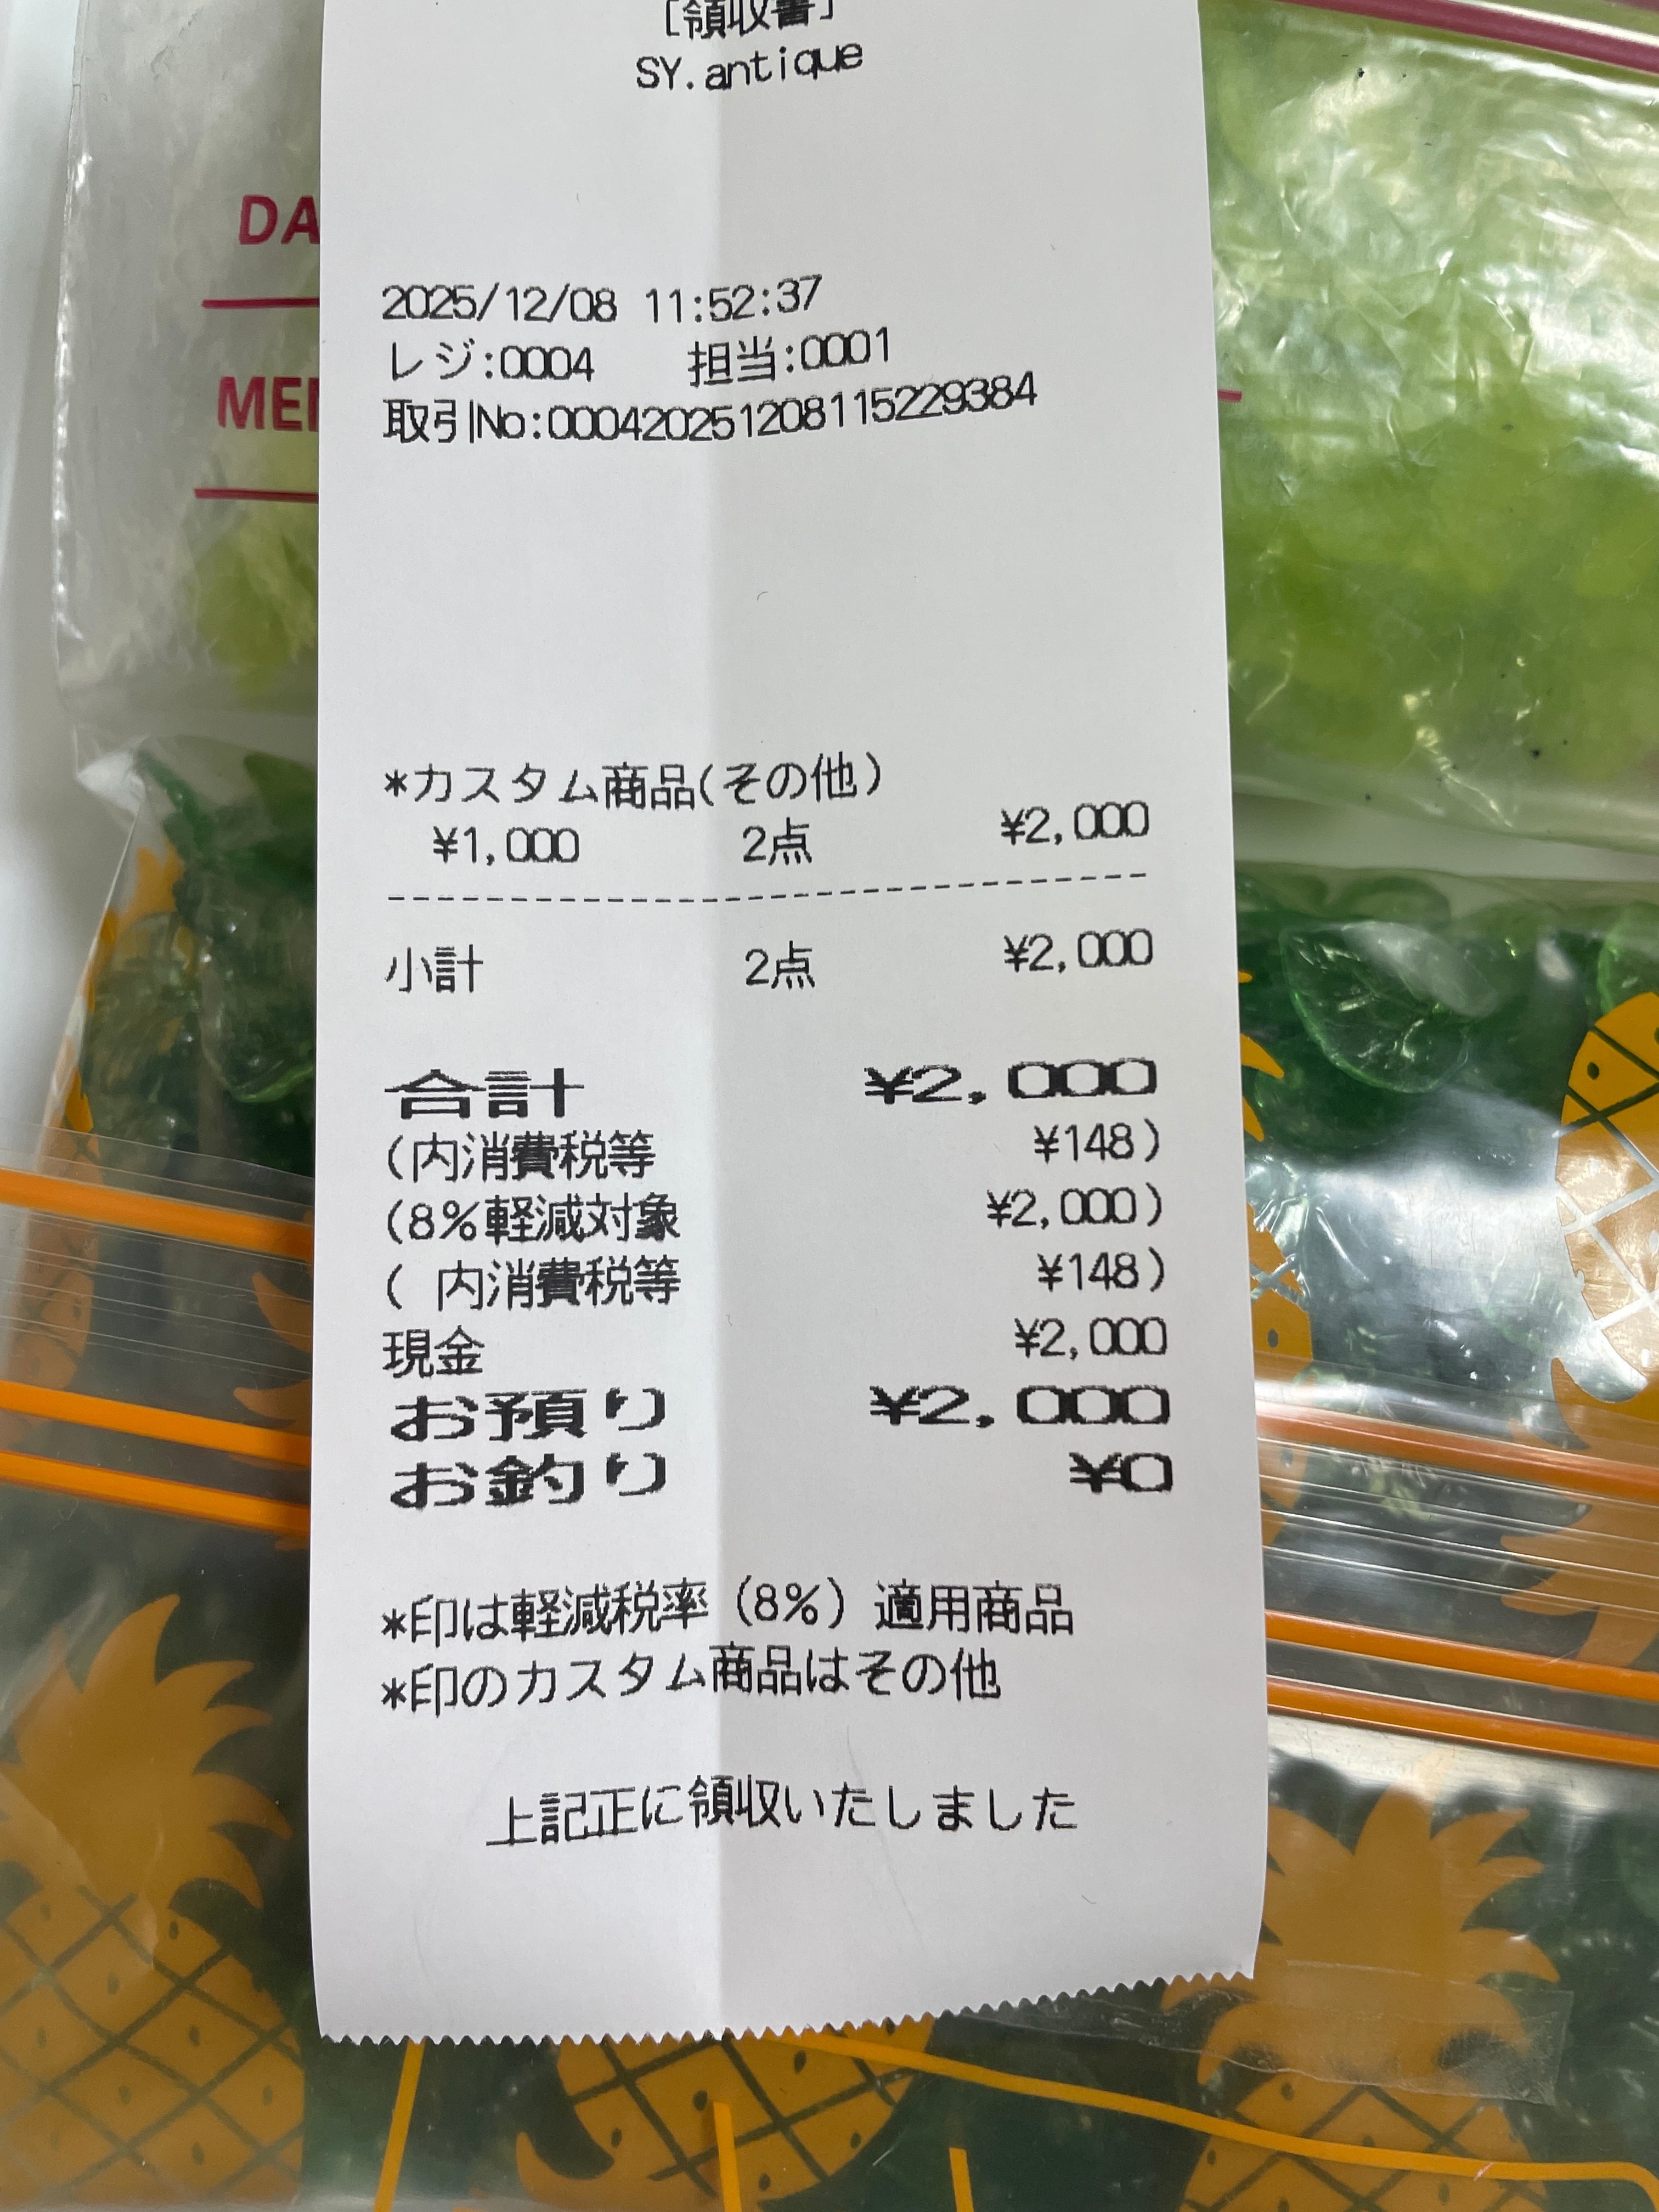 [領収書]
SY.antique
DA
2025/12/08 11:52:37
レジ:0004 担当:0001
MEM
取引No:00042025120811522​9384
*カスタム商品(その他)
¥1,000 2点 ¥2,000
小計 2点 ¥2,000
合計 ¥2,000
(内消費税等 ¥148)
(8%軽減対象 ¥2,000)
( 内消費税等 ¥148)
現金 ¥2,000
お預り ¥2,000
お釣り ¥0
*印は軽減税率(8%)適用商品
*印のカスタム商品はその他
上記正に領収いたしました